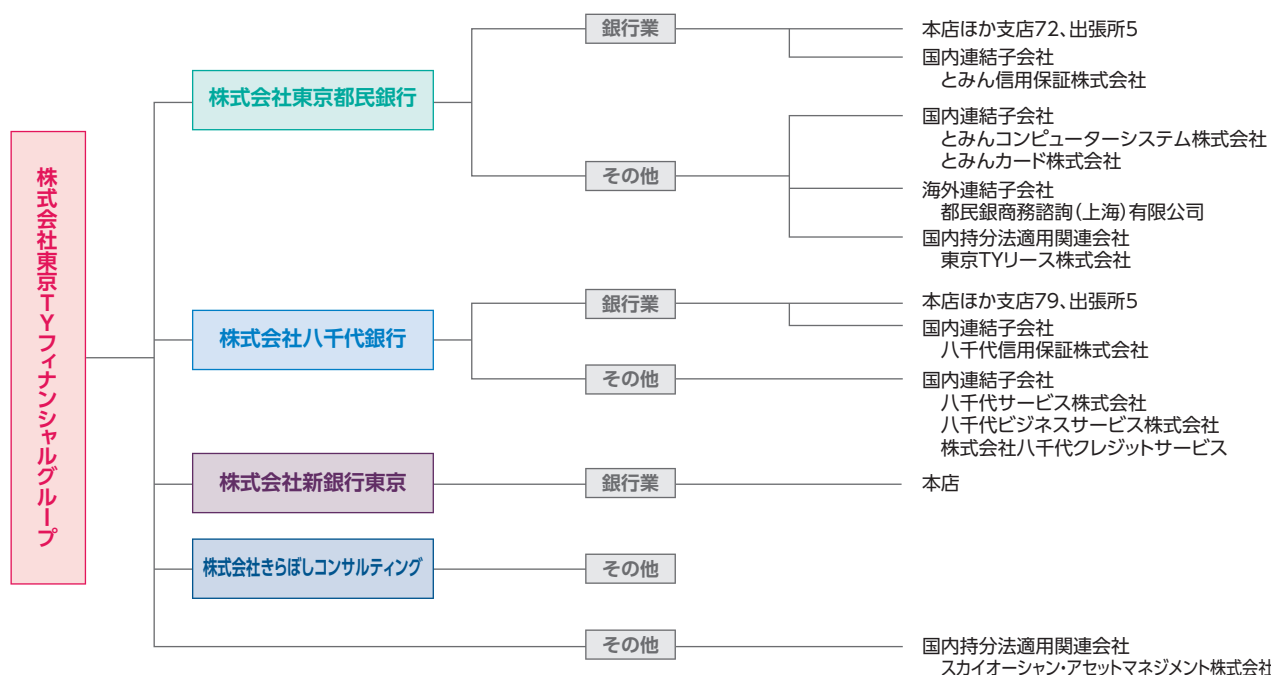 株式会社東京TYフィナンシャルグループ
株式会社東京都民銀行
銀行業
本店ほか支店72、出張所5
国内連結子会社
とみん信用保証株式会社
その他
国内連結子会社
とみんコンピューターシステム株式会社
とみんカード株式会社
海外連結子会社
都民銀商務諮詢(上海)有限公司
国内持分法適用関連会社
東京TYリース株式会社
株式会社八千代銀行
銀行業
本店ほか支店79、出張所5
国内連結子会社
八千代信用保証株式会社
その他
国内連結子会社
八千代サービス株式会社
八千代ビジネスサービス株式会社
株式会社八千代クレジットサービス
株式会社新銀行東京
銀行業
本店
株式会社きらぼしコンサルティング
その他
その他
国内持分法適用関連会社
スカイオーシャン・アセットマネジメント株式会社